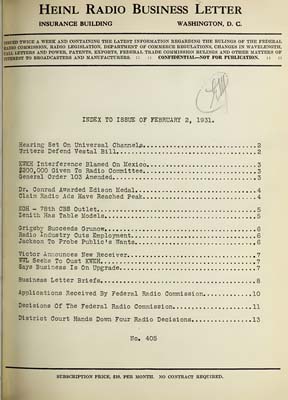 HEINL RADIO BUSINESS LETTER
INSURANCE BUILDING WASHINGTON, D. C.
ISSUED TWICE A WEEK AND CONTAINING THE LATEST INFORMATION REGARDING THE RULINGS OF THE FEDERAL
RADIO COMMISSION, RADIO LEGISLATION, DEPARTMENT OF COMMERCE REGULATIONS, CHANGES IN WAVELENGTH,
CALL LETTERS AND POWER, PATENTS, EXPORTS, FEDERAL TRADE COMMISSION RULINGS AND OTHER MATTERS OF
INTEREST TO BROADCASTERS AND MANUFACTURERS. :: :: CONFIDENTIAL—NOT FOR PUBLICATION. :: ::
INDEX TO ISSUE OF FEBRUARY 2, 1931.
Hearing Set On Universal Channels.....2
Writers Defend Vestal Bill.....2
KWKH Interference Blamed On Mexico.....3
$300,000 Given To Radio Committee.....3
General Order 103 Amended.....3
Dr. Conrad Awarded Edison Medal.....4
Claim Radio Ads Have Reached Peak.....4
KOH - 78th CBS Outlet.....5
Zenith Has Table Models.....5
Grigsby Succeeds Grunow.....6
Radio Industry Cuts Employment.....6
Jackson To Probe Public's Wants.....6
Victor Announces New Receiver.....7
WWL Seeks To Oust KWKH.....7
Says Business Is On Upgrade.....7
Business Letter Briefs.....8
Applications Received By Federal Radio Commission.....10
Decisions Of The Federal Radio Commission.....11
District Court Hands Down Four Radio Decisions.....13
No. 405
SUBSCRIPTION PRICE, $10. PER MONTH. NO CONTRACT REQUIRED.